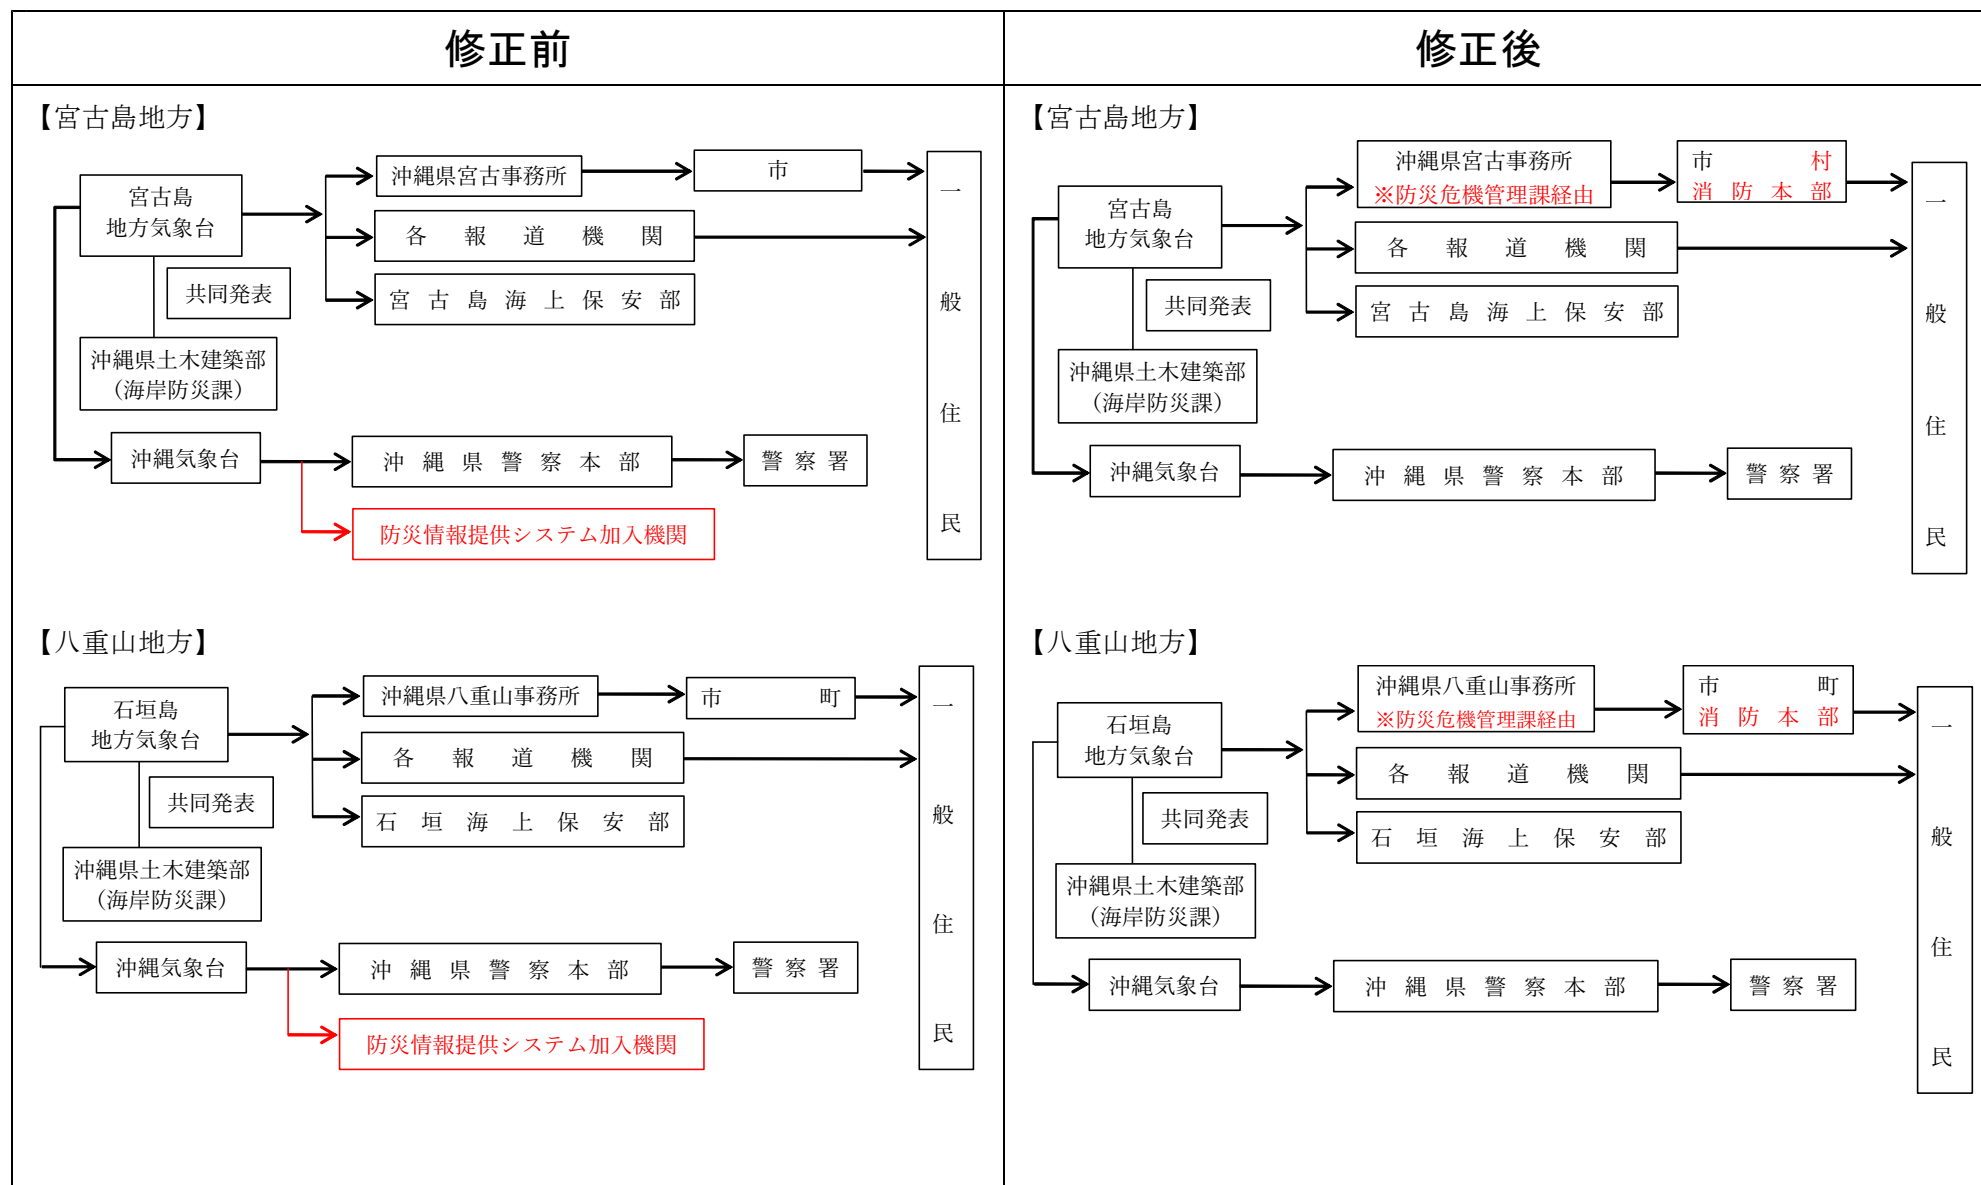 修正前
【宮古島地方】
宮古島
地方気象台
沖縄県宮古事務所
市
各報道機関
宮古島海上保安部
共同発表
沖縄県土木建築部
(海岸防災課)
沖縄気象台
沖縄県警察本部
警察署
防災情報提供システム加入機関
一般住民
【八重山地方】
石垣島
地方気象台
沖縄県八重山事務所
市町
各報道機関
石垣海上保安部
共同発表
沖縄県土木建築部
(海岸防災課)
沖縄気象台
沖縄県警察本部
警察署
防災情報提供システム加入機関
一般住民
修正後
【宮古島地方】
宮古島
地方気象台
沖縄県宮古事務所
※防災危機管理課経由
市村
消防本部
各報道機関
宮古島海上保安部
共同発表
沖縄県土木建築部
(海岸防災課)
沖縄気象台
沖縄県警察本部
警察署
一般住民
【八重山地方】
石垣島
地方気象台
沖縄県八重山事務所
※防災危機管理課経由
市町
消防本部
各報道機関
石垣海上保安部
共同発表
沖縄県土木建築部
(海岸防災課)
沖縄気象台
沖縄県警察本部
警察署
一般住民